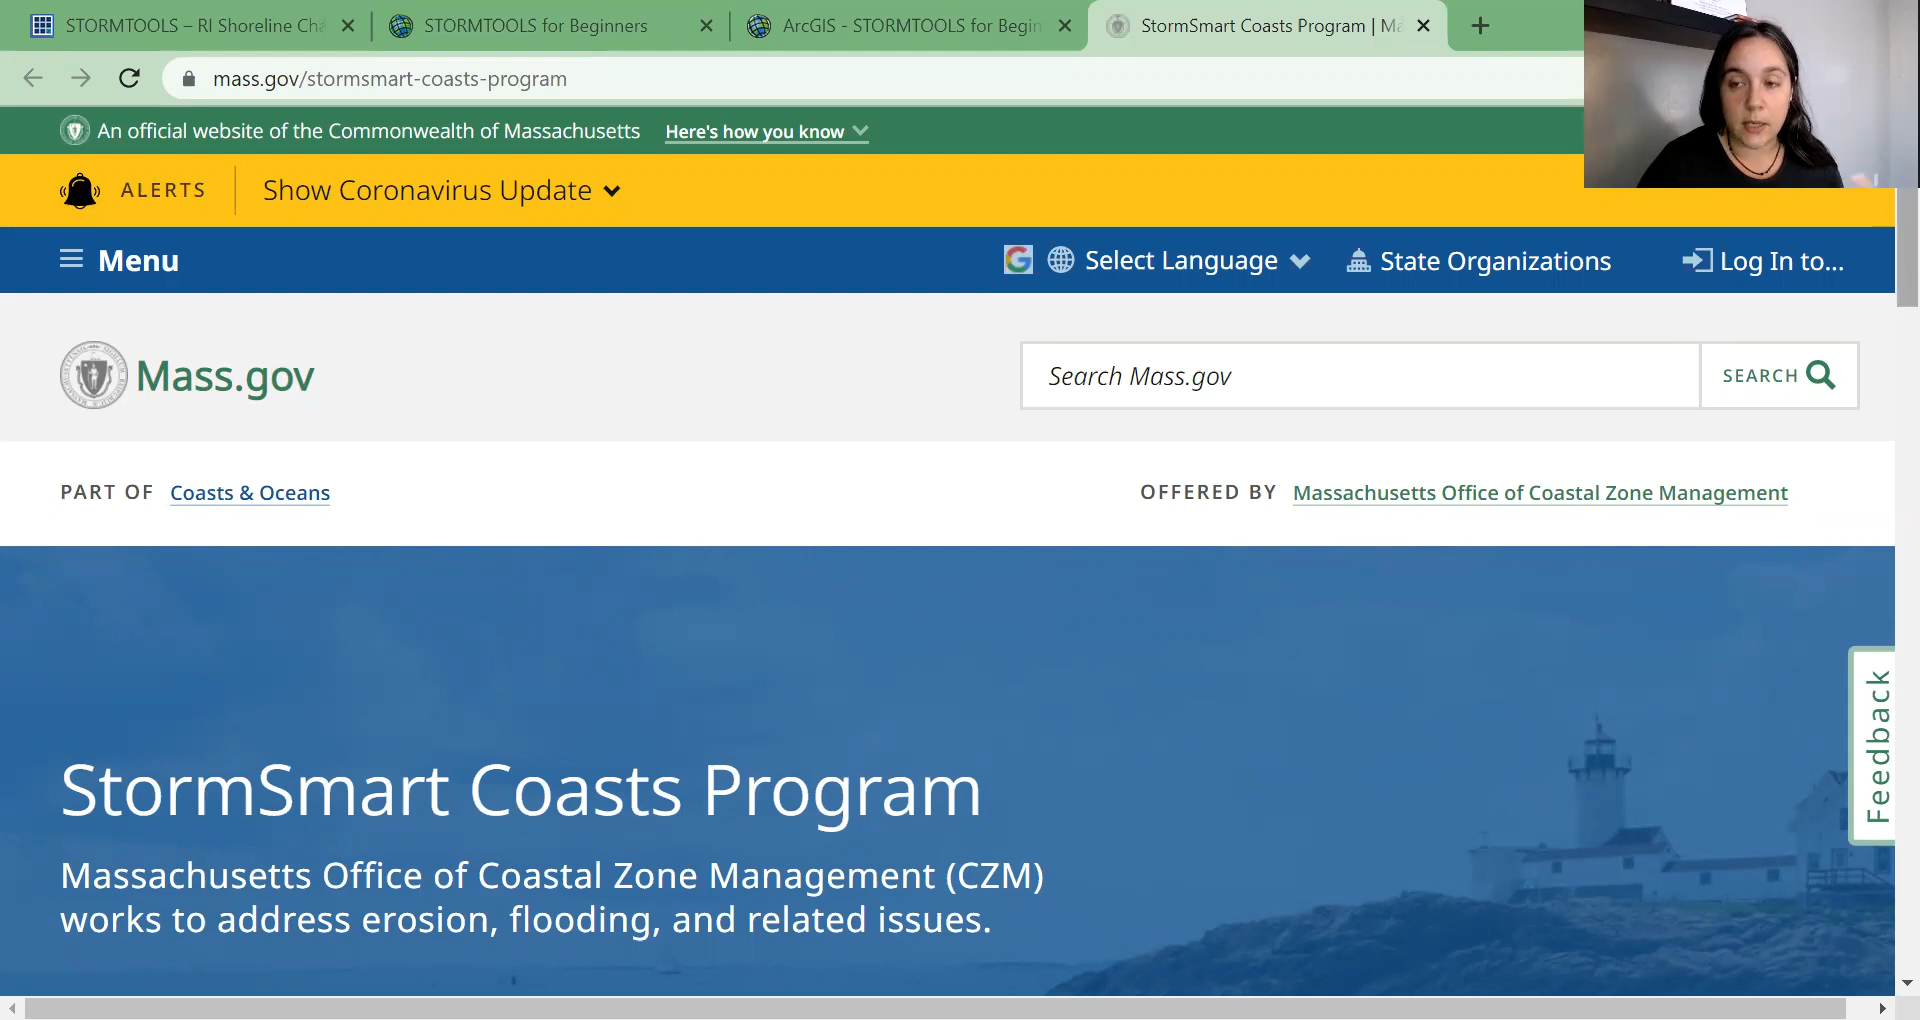 STORMTOOLS – RI Shoreline Cha
STORMTOOLS for Beginners
ArcGIS - STORMTOOLS for Begin
StormSmart Coasts Program | Ma
mass.gov/stormsmart-coasts-program
An official website of the Commonwealth of Massachusetts
Here's how you know
ALERTS
Show Coronavirus Update
Menu
Select Language
State Organizations
Log In to...
Mass.gov
Search Mass.gov
SEARCH
PART OF Coasts & Oceans
OFFERED BY Massachusetts Office of Coastal Zone Management
Feedback
StormSmart Coasts Program
Massachusetts Office of Coastal Zone Management (CZM)
works to address erosion, flooding, and related issues.